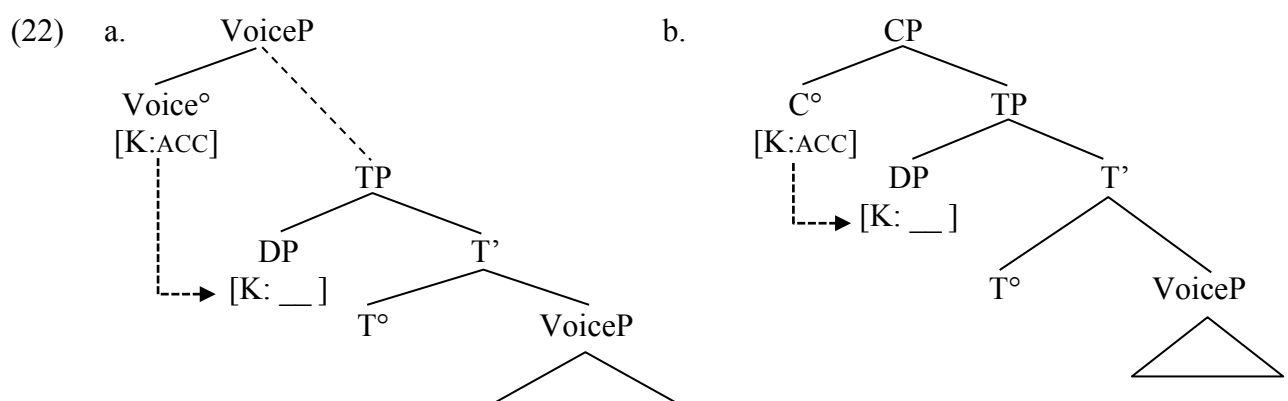 (22) a. VoiceP b. CP
Voice° C° TP
[K:ACC] [K:ACC]
TP DP T’
DP T’ [K: __ ]
[K: __ ] T° VoiceP
T° VoiceP